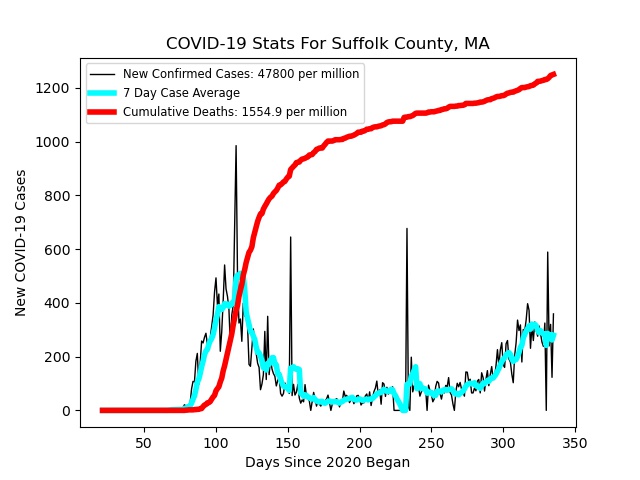 COVID-19 Stats For Suffolk County, MA
New Confirmed Cases: 47800 per million
7 Day Case Average
Cumulative Deaths: 1554.9 per million
New COVID-19 Cases
1200
1000
800
600
400
200
0
50
100
150
200
250
300
350
Days Since 2020 Began